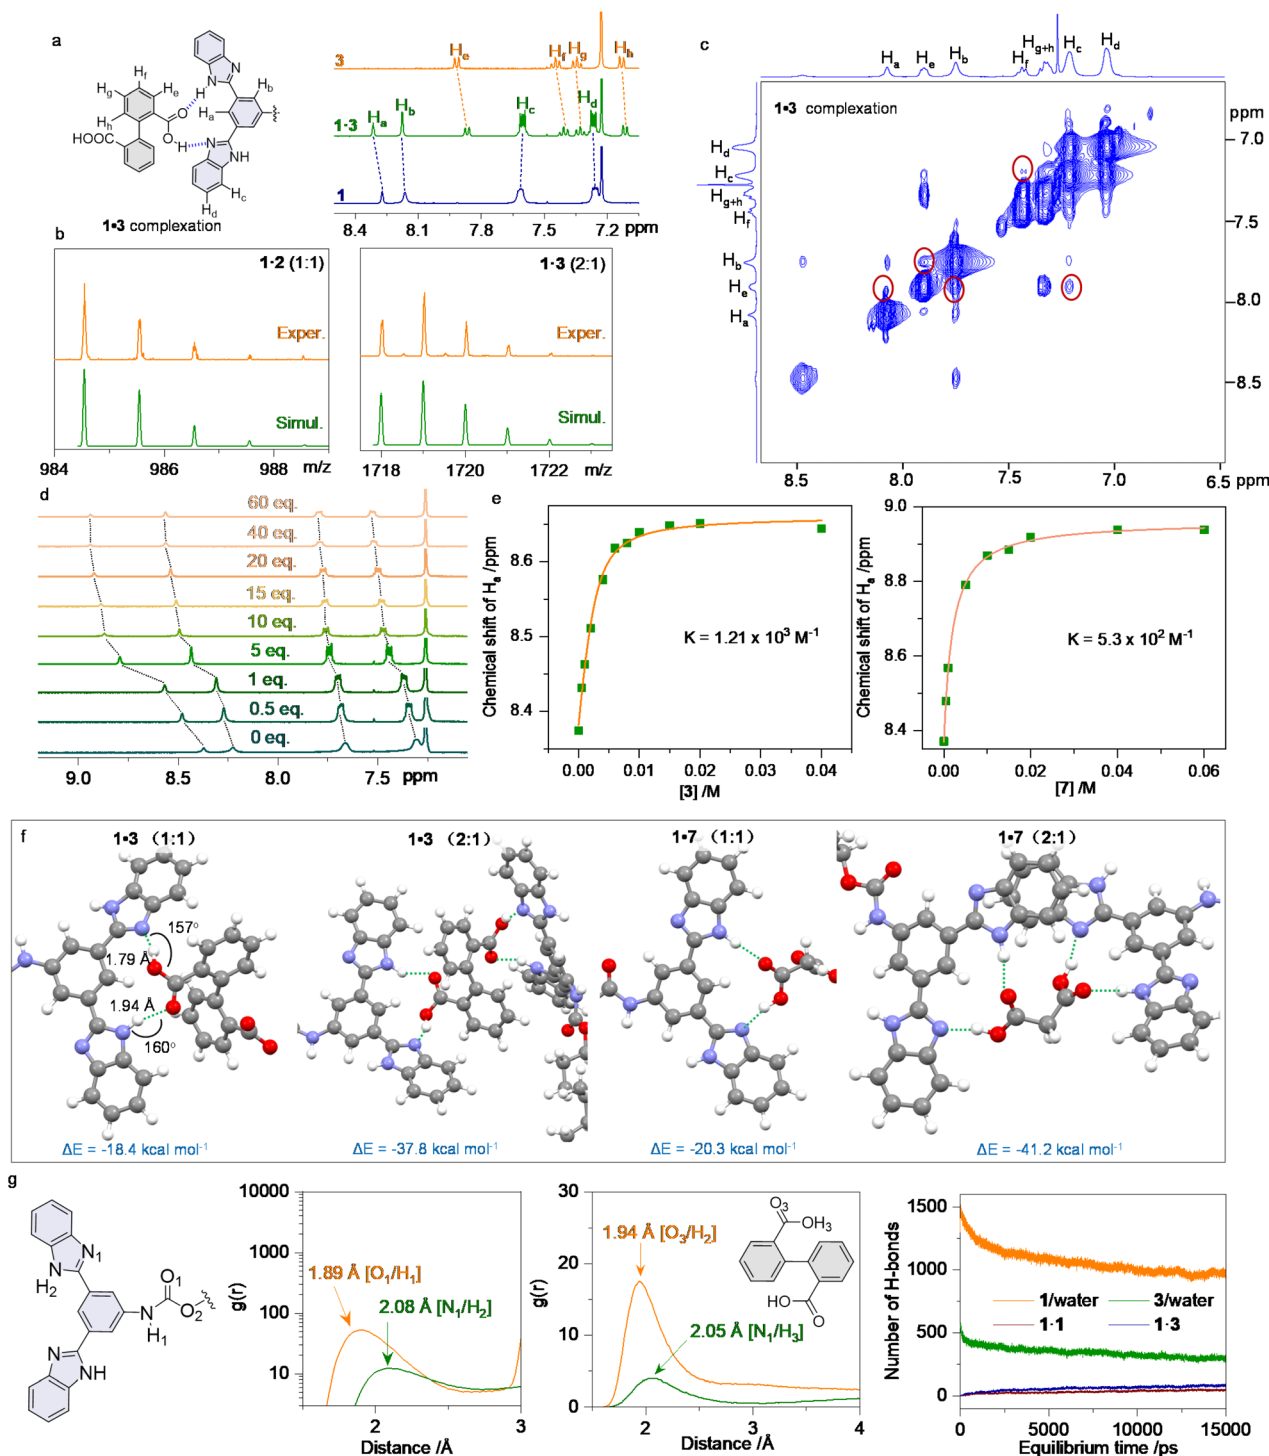 a
N
N
H
H
Hf
Hg
He
Hh
O
O
H
HOOC
Ha
Hb
N
NH
Hc
Hd
1•3 complexation
3
He
Hf
Hg
Hh
1·3
Ha
Hb
Hc
Hd
1
8.4 8.1 7.8 7.5 ppm 7.2
b
1·2 (1:1)
Exper.
Simul.
984 986 988 m/z
1·3 (2:1)
Exper.
Simul.
1718 1720 1722 m/z
c
Ha He Hb Hf Hg+h Hc Hd
1•3 complexation
ppm
Hd
Hc
Hg+h
Hf
Hb
He
Ha
7.0
7.5
8.0
8.5
8.5 8.0 7.5 7.0 6.5 ppm
d
60 eq.
40 eq.
20 eq.
15 eq.
10 eq.
5 eq.
1 eq.
0.5 eq.
0 eq.
9.0 8.5 8.0 7.5 ppm
e
Chemical shift of Ha/ppm
8.6
8.5
8.4
K = 1.21 x 10³ M⁻¹
0.00 0.01 0.02 0.03 0.04
[3] /M
Chemical shift of Ha/ppm
9.0
8.8
8.6
8.4
K = 5.3 x 10² M⁻¹
0.00 0.02 0.04 0.06
[7] /M
f
1•3 (1:1)
157°
1.79 Å
1.94 Å
160°
ΔE = -18.4 kcal mol⁻¹
1•3 (2:1)
ΔE = -37.8 kcal mol⁻¹
1•7 (1:1)
ΔE = -20.3 kcal mol⁻¹
1•7 (2:1)
ΔE = -41.2 kcal mol⁻¹
g
N1
NH2
O1
O2
N
H1
N
NH
g(r)
10000
1000
100
10
1.89 Å [O1/H1]
2.08 Å [N1/H2]
2 3
Distance /Å
g(r)
30
20
10
0
1.94 Å [O3/H2]
2.05 Å [N1/H3]
O3
OH3
HO
O
2 3 4
Distance /Å
Number of H-bonds
1500
1000
500
0
1/water
3/water
1·1
1·3
0 5000 10000 15000
Equilibrium time /ps